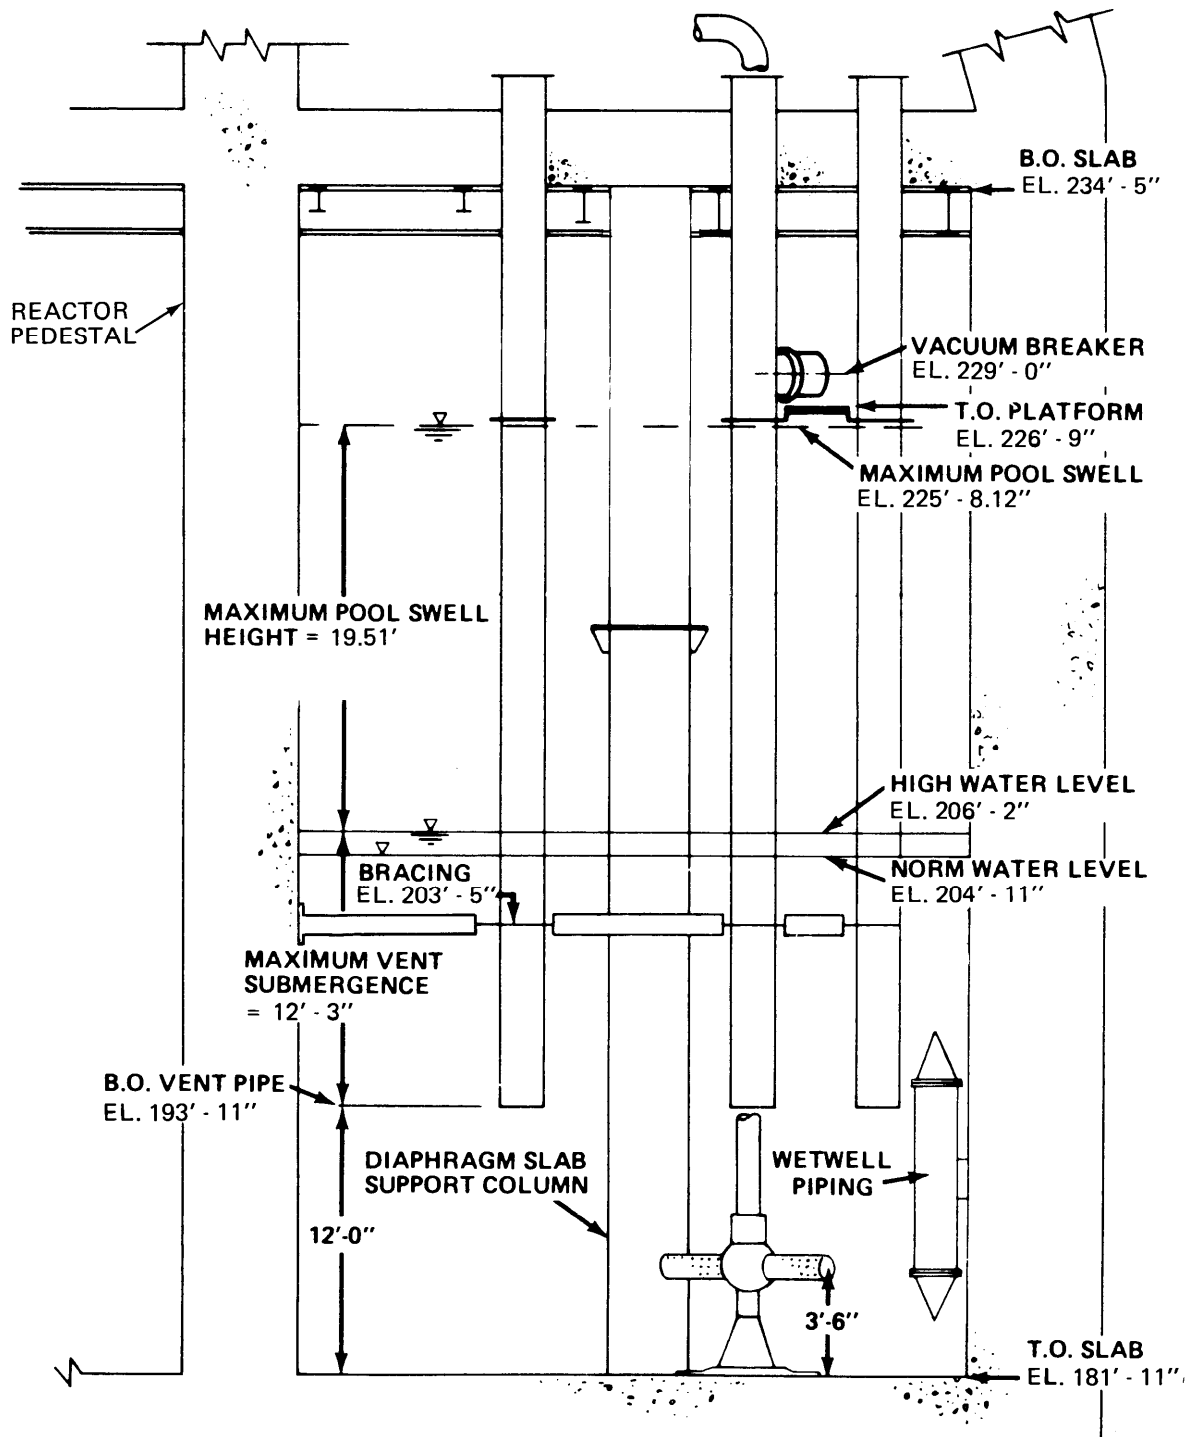 B.O. SLAB
EL. 234' - 5"
REACTOR
PEDESTAL
VACUUM BREAKER
EL. 229' - 0"
T.O. PLATFORM
EL. 226' - 9"
MAXIMUM POOL SWELL
EL. 225' - 8.12"
MAXIMUM POOL SWELL
HEIGHT = 19.51'
HIGH WATER LEVEL
EL. 206' - 2"
BRACING
EL. 203' - 5"
NORM WATER LEVEL
EL. 204' - 11"
MAXIMUM VENT
SUBMERGENCE
= 12' - 3"
B.O. VENT PIPE
EL. 193' - 11"
DIAPHRAGM SLAB
SUPPORT COLUMN
WETWELL
PIPING
12'-0"
3'-6"
T.O. SLAB
EL. 181' - 11"